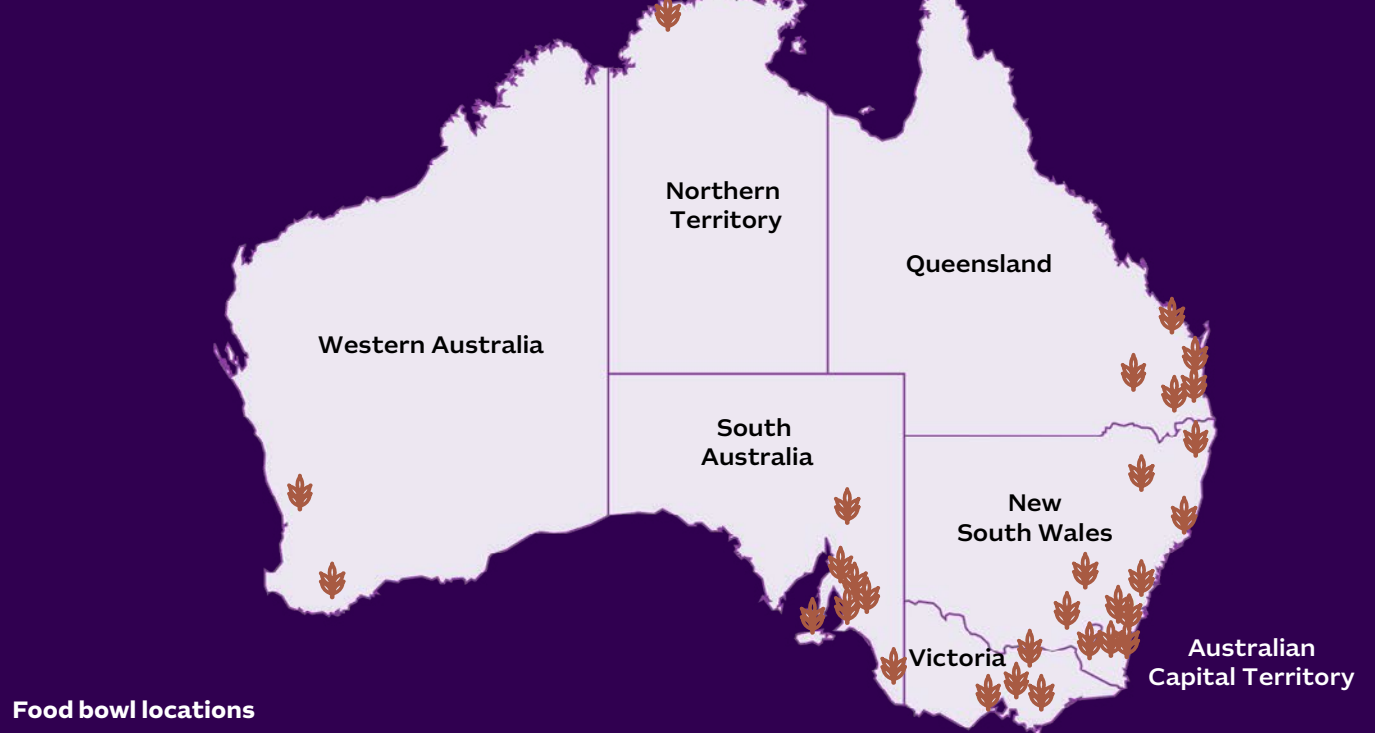 Northern
Territory
Queensland
Western Australia
South
Australia
New
South Wales
Victoria
Australian
Capital Territory
Food bowl locations